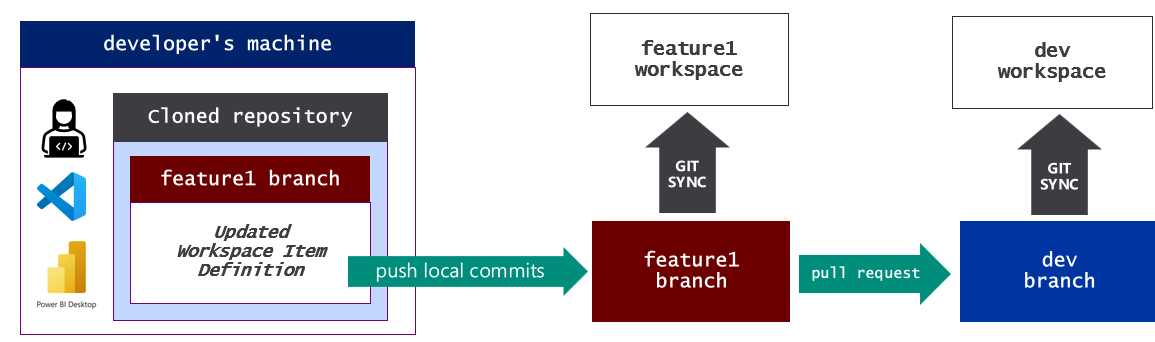 developer's machine
Cloned repository
</>
feature1 branch
Updated
Workspace Item
Definition
Power BI Desktop
push local commits
feature1
workspace
GIT
SYNC
feature1
branch
pull request
dev
workspace
GIT
SYNC
dev
branch